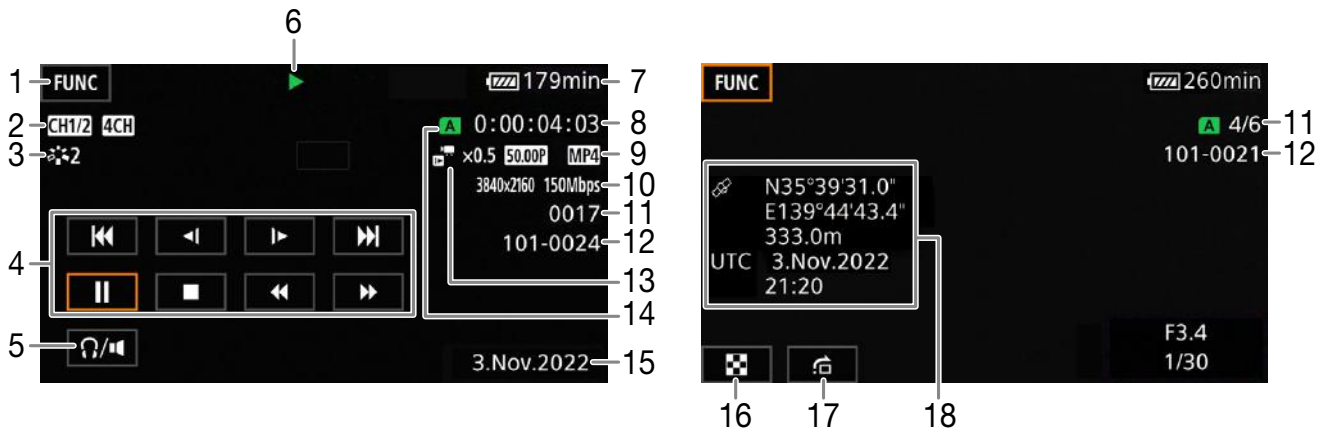 6
1 FUNC 179min 7
2 CH1/2 4CH A 0:00:04:03 8
3 2 ×0.5 50.00P MP4 9
3840x2160 150Mbps 10
0017 11
4 101-0024 12
13
14
5 3.Nov.2022 15
FUNC 260min
A 4/6 11
101-0021 12
N35°39'31.0"
E139°44'43.4"
333.0m
UTC 3.Nov.2022
21:20
F3.4
1/30
16 17 18